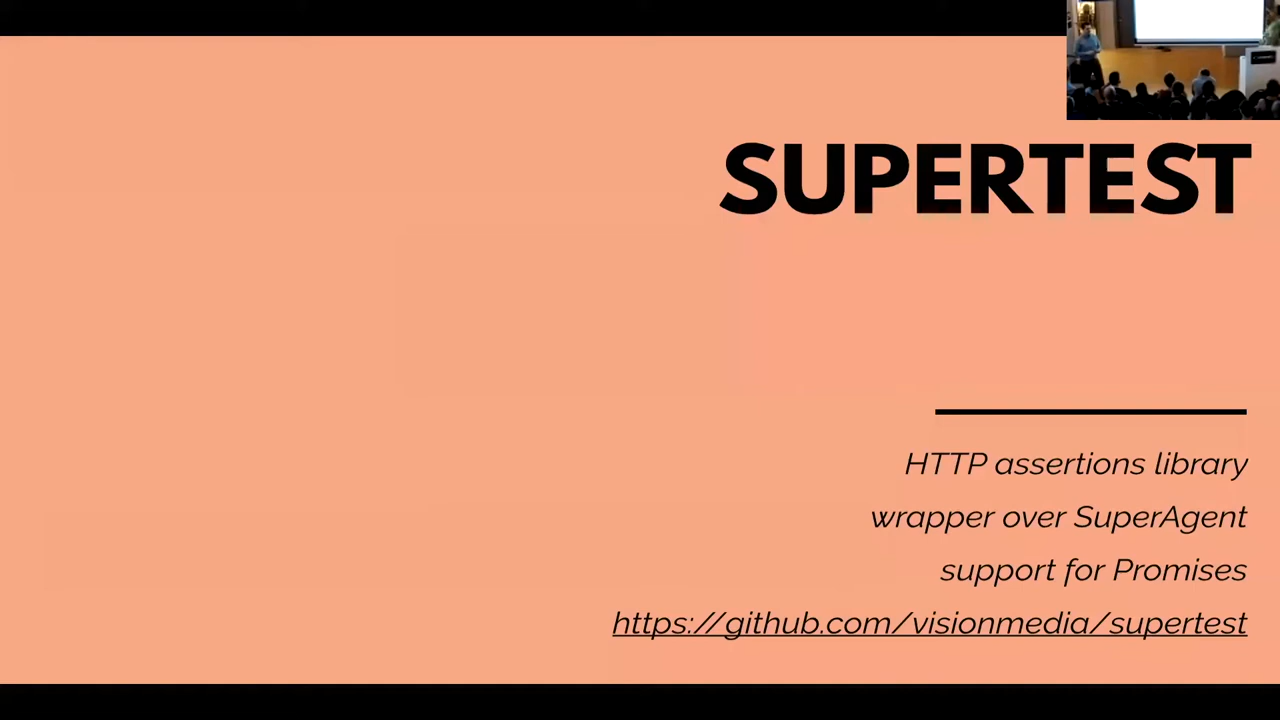 SUPERTEST
HTTP assertions library
wrapper over SuperAgent
support for Promises
https://github.com/visionmedia/supertest